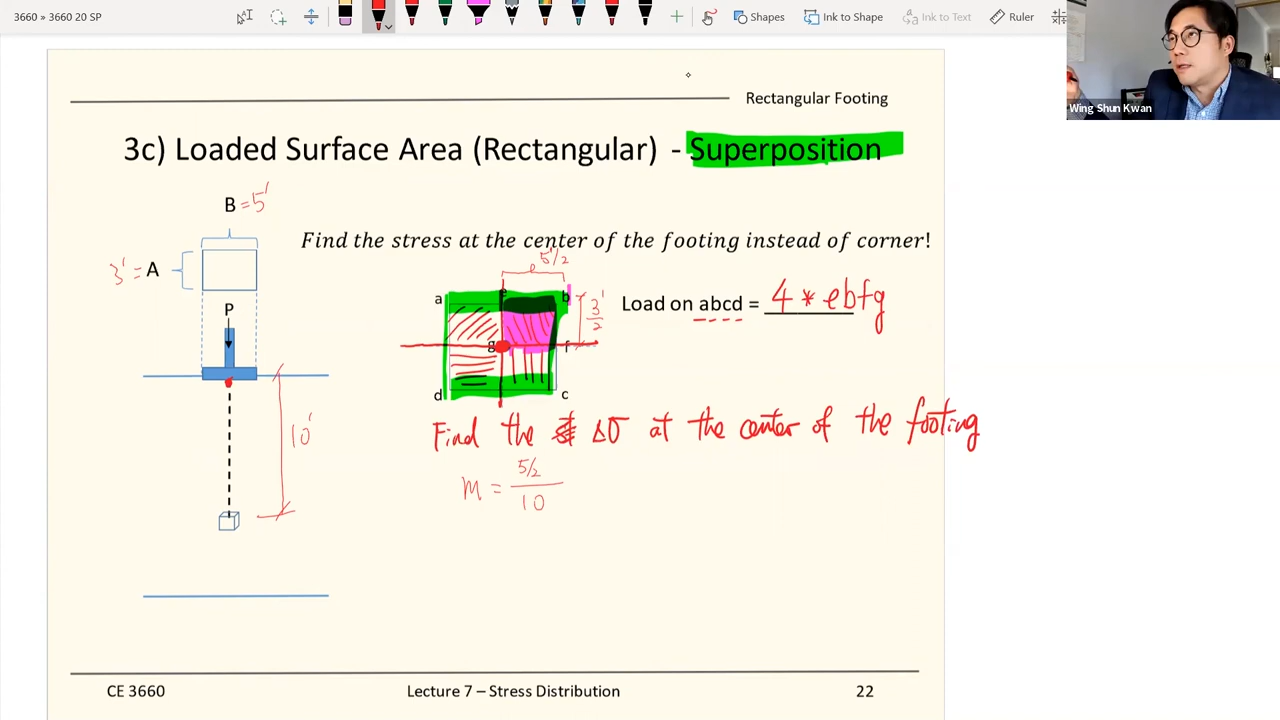 3660 » 3660 20 SP
Shapes
Ink to Shape
Ink to Text
Ruler
Wing Shun Kwan
Rectangular Footing
3c) Loaded Surface Area (Rectangular) - Superposition
B = 5'
Find the stress at the center of the footing instead of corner!
3' = A
5'/2
a e b
3'/2
Load on abcd = 4 * ebfg
P
g f
d c
10'
Find the Δσ at the center of the footing
m = 5/2 / 10
CE 3660
Lecture 7 – Stress Distribution
22